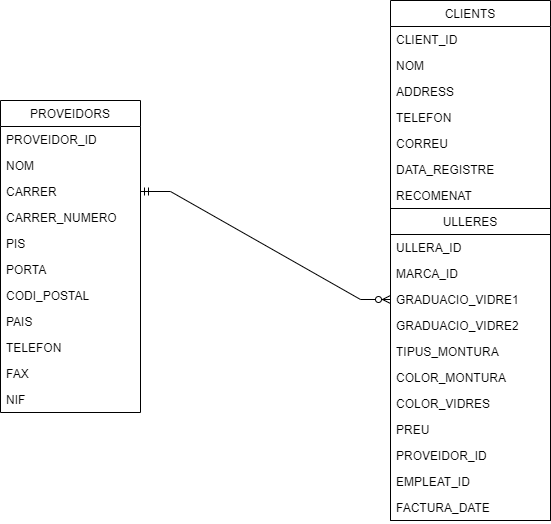 PROVEIDORS
PROVEIDOR_ID
NOM
CARRER
CARRER_NUMERO
PIS
PORTA
CODI_POSTAL
PAIS
TELEFON
FAX
NIF
CLIENTS
CLIENT_ID
NOM
ADDRESS
TELEFON
CORREU
DATA_REGISTRE
RECOMENAT
ULLERES
ULLERA_ID
MARCA_ID
GRADUACIO_VIDRE1
GRADUACIO_VIDRE2
TIPUS_MONTURA
COLOR_MONTURA
COLOR_VIDRES
PREU
PROVEIDOR_ID
EMPLEAT_ID
FACTURA_DATE